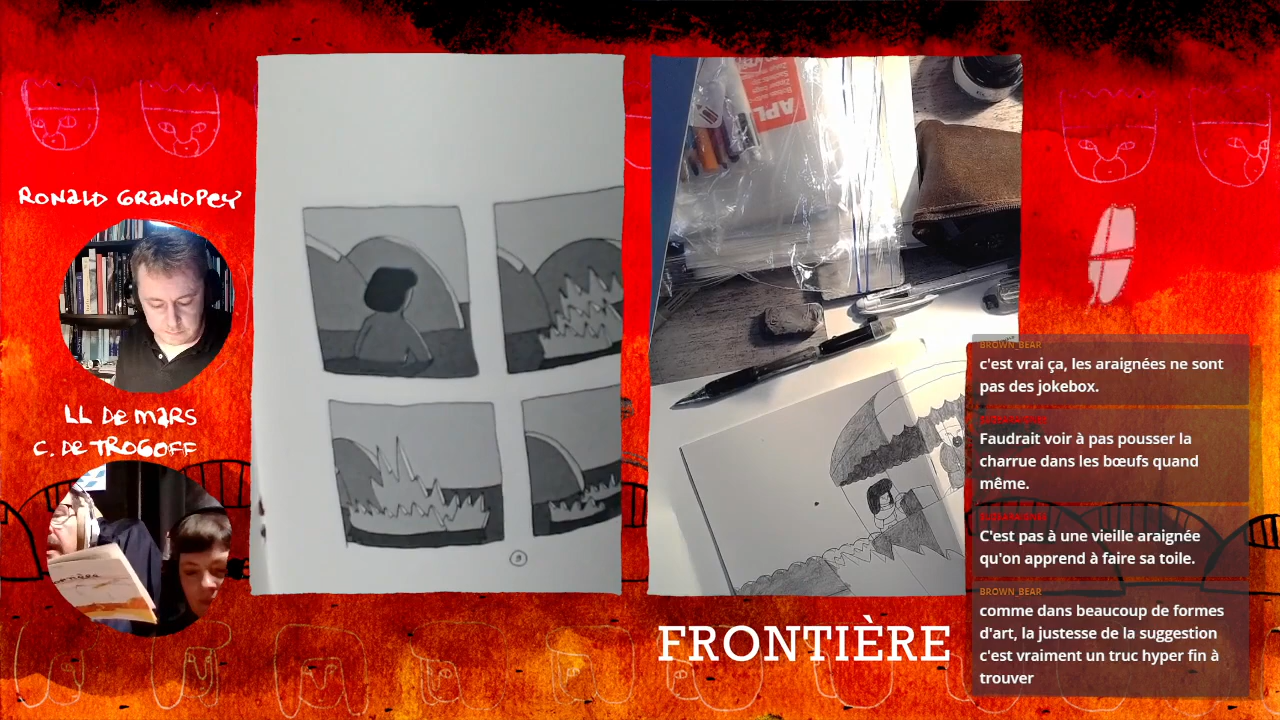 RONALD GRANDPEY
LL DE MARS
C. DE TROGOFF
APLI
9
FRONTIÈRE
BROWN_BEAR
c'est vrai ça, les araignées ne sont
pas des jokebox.
Faudrait voir à pas pousser la
charrue dans les bœufs quand
même.
C'est pas à une vieille araignée
qu'on apprend à faire sa toile.
BROWN_BEAR
comme dans beaucoup de formes
d'art, la justesse de la suggestion
c'est vraiment un truc hyper fin à
trouver